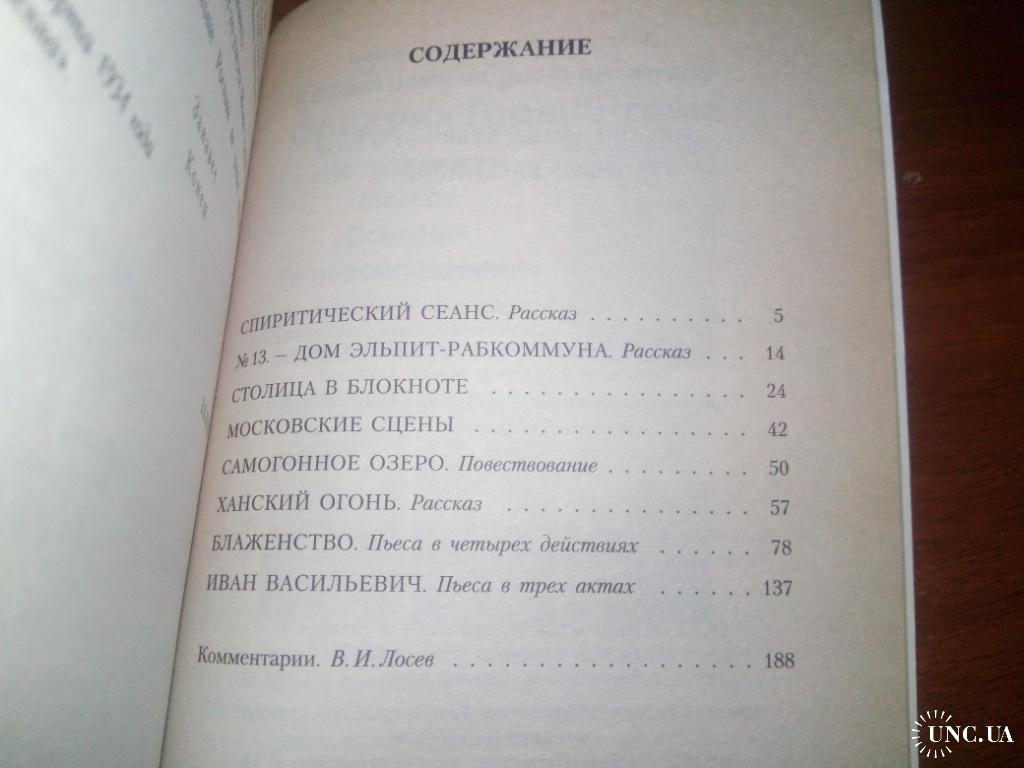 1934 года
СОДЕРЖАНИЕ
СПИРИТИЧЕСКИЙ СЕАНС. Рассказ . . . . . . . . . . 5
№ 13. – ДОМ ЭЛЬПИТ-РАБКОММУНА. Рассказ . . . 14
СТОЛИЦА В БЛОКНОТЕ . . . . . . . . . . . . . . . 24
МОСКОВСКИЕ СЦЕНЫ . . . . . . . . . . . . . . . . 42
САМОГОННОЕ ОЗЕРО. Повествование . . . . . . . . . 50
ХАНСКИЙ ОГОНЬ. Рассказ . . . . . . . . . . . . . . 57
БЛАЖЕНСТВО. Пьеса в четырех действиях . . . . . . 78
ИВАН ВАСИЛЬЕВИЧ. Пьеса в трех актах . . . . . . 137
Комментарии. В. И. Лосев . . . . . . . . . . . . . . . . . . 188
UNC.UA